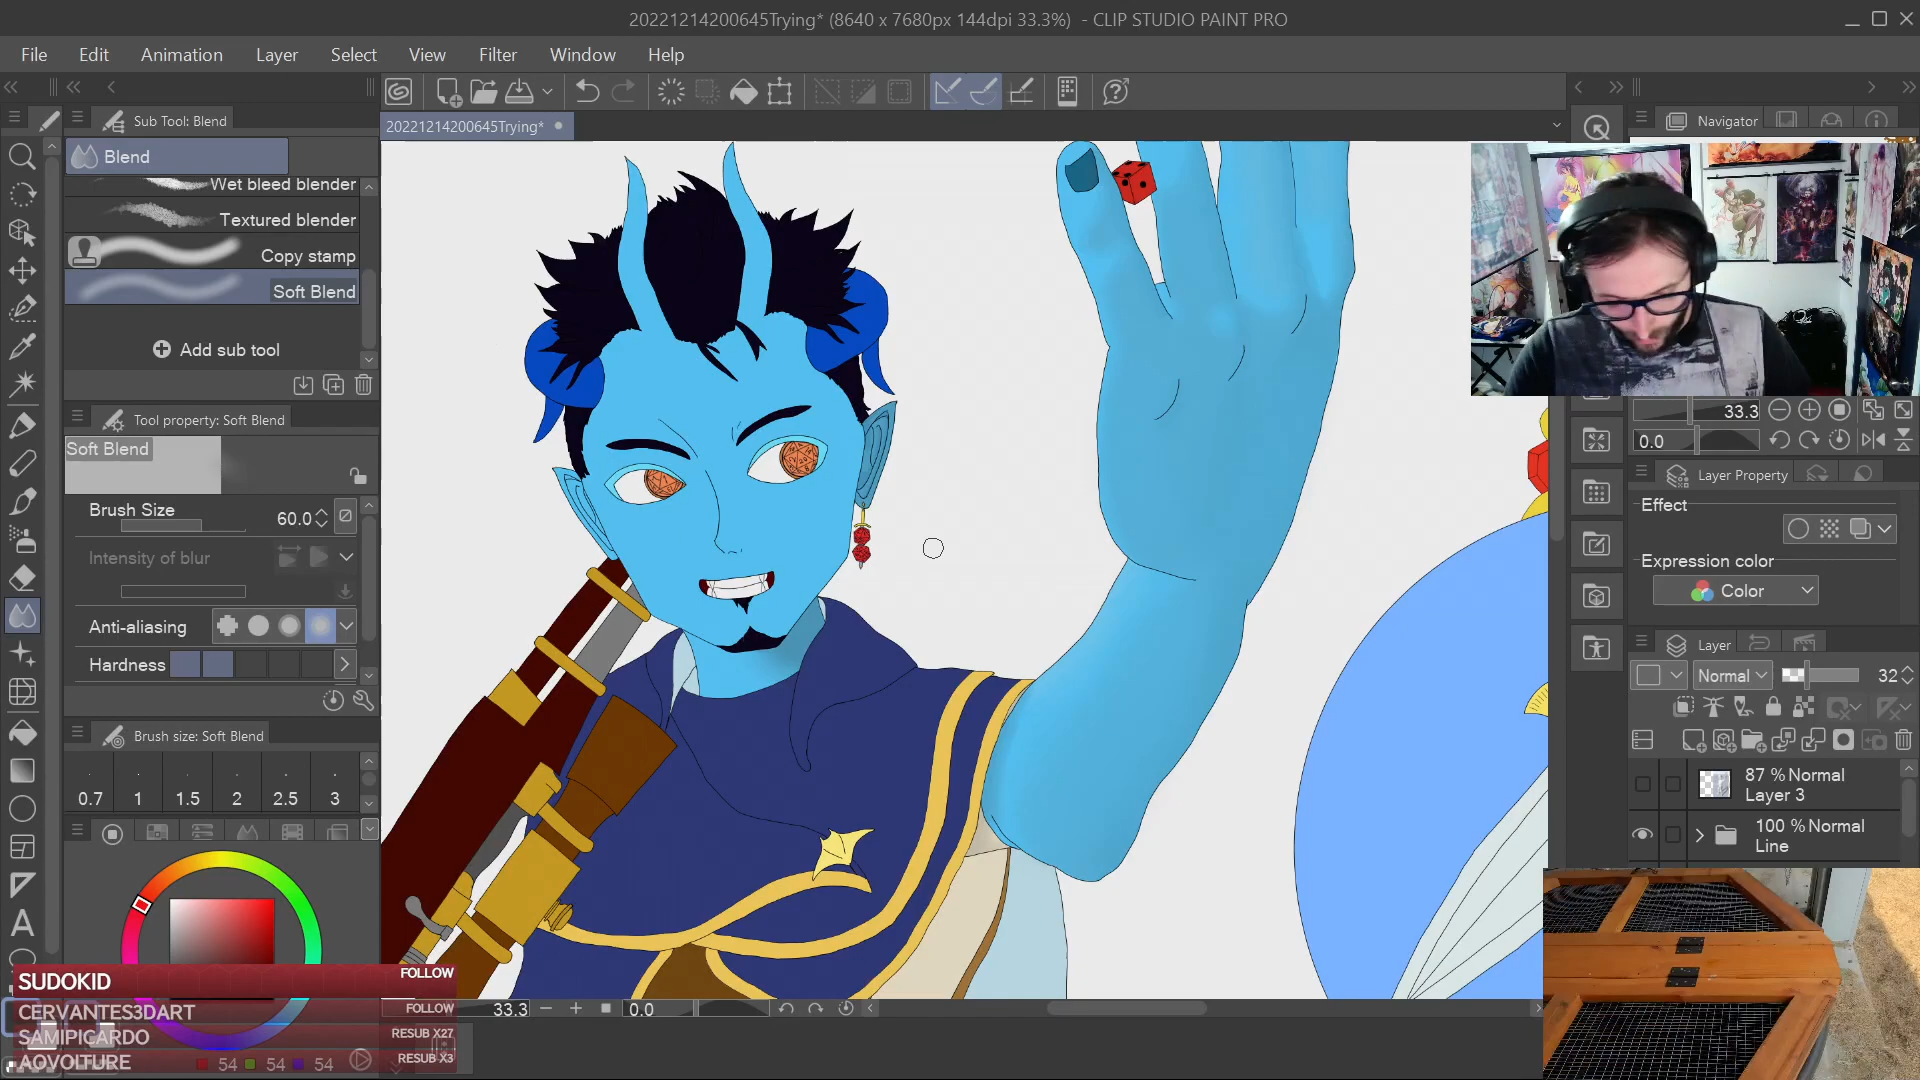 20221214200645Trying* (8640 x 7680px 144dpi 33.3%) - CLIP STUDIO PAINT PRO
File Edit Animation Layer Select View Filter Window Help
Sub Tool: Blend
20221214200645Trying*
Navigator
Blend
Wet bleed blender
Textured blender
Copy stamp
Soft Blend
Add sub tool
33.3
0.0
Tool property: Soft Blend
Soft Blend
Layer Property
Effect
Brush Size 60.0
Intensity of blur
Expression color
Color
Anti-aliasing
Hardness
Layer
Normal 32
Brush size: Soft Blend
0.7 1 1.5 2 2.5 3
87 % Normal
Layer 3
100 % Normal
Line
SUDOKID FOLLOW
CERVANTES3DART FOLLOW
SAMIPICARDO RESUB X27
AOVOLTURE RESUB X3
54 54 54
33.3 0.0
A